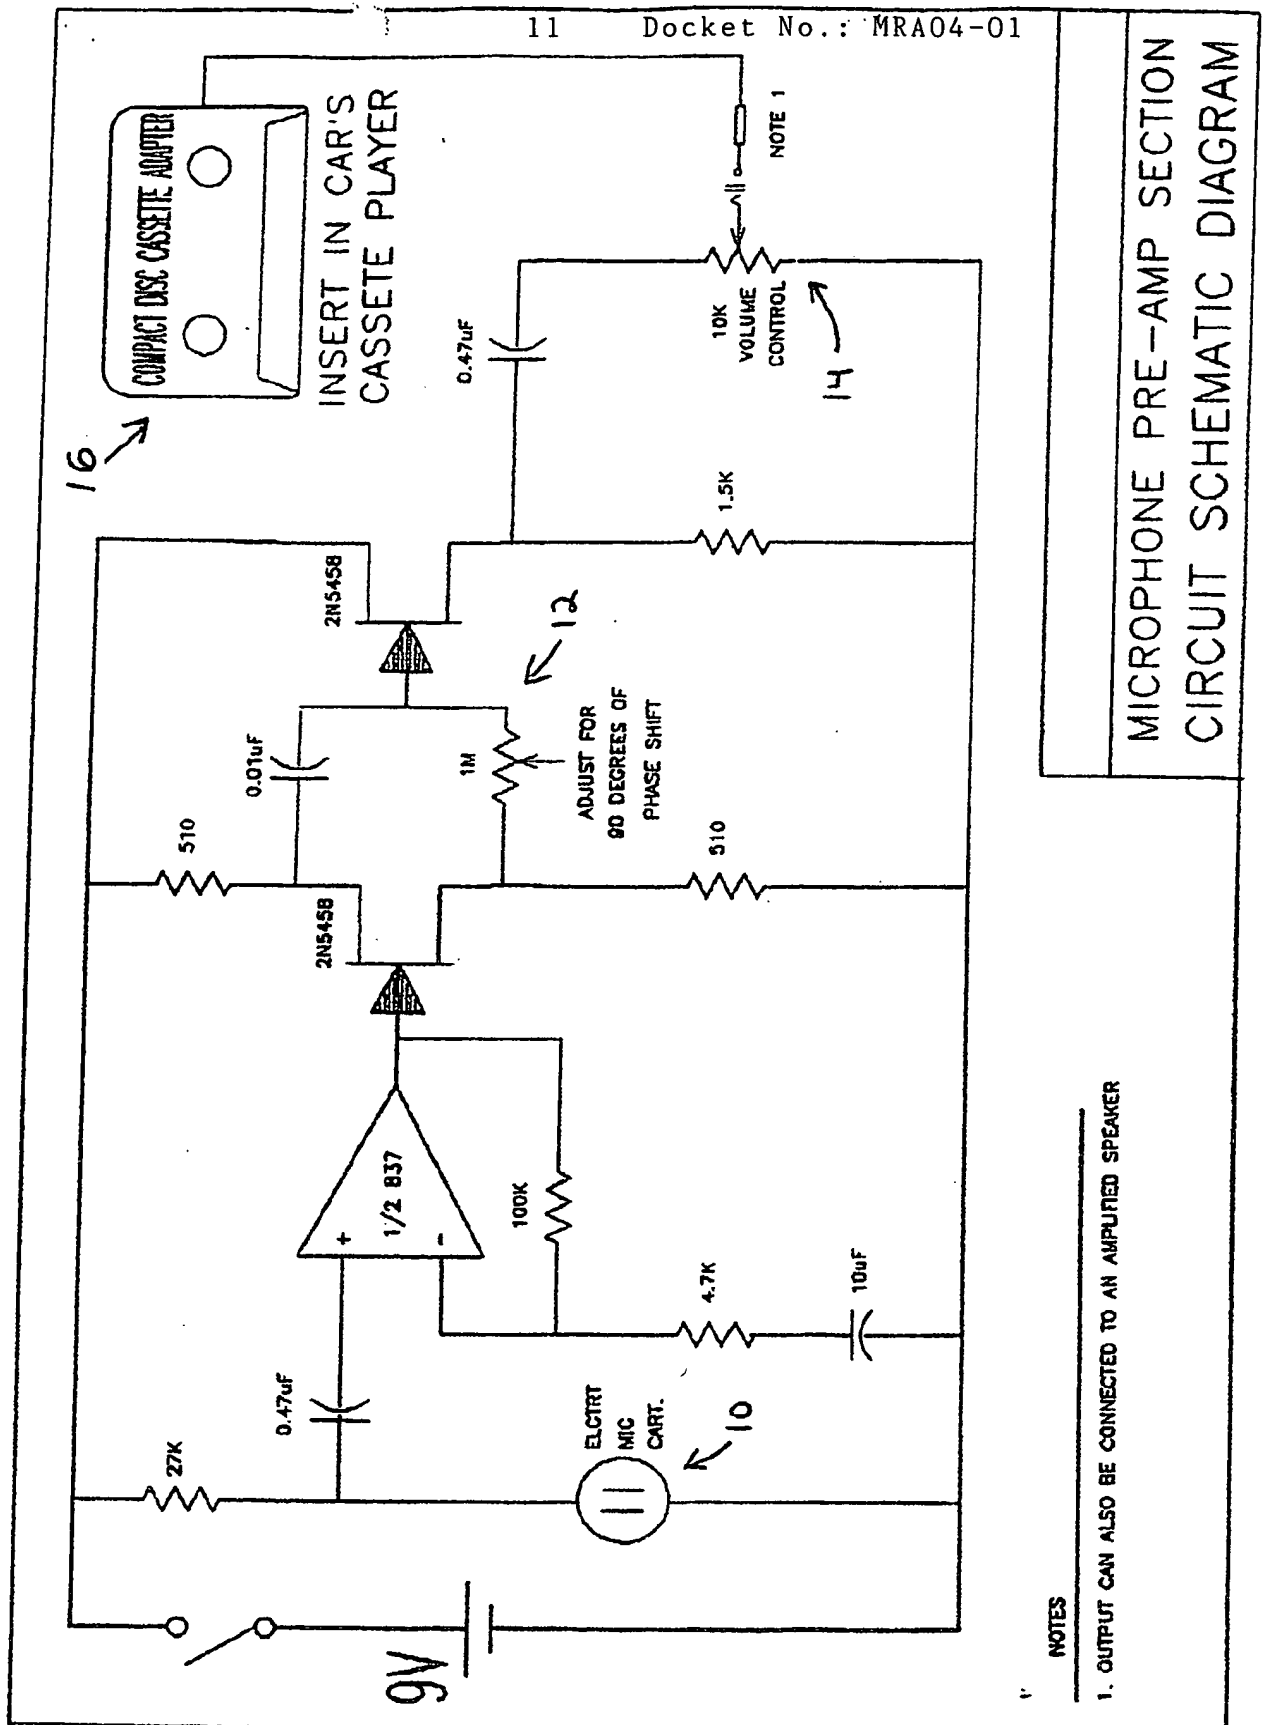 11 Docket No.: MRA04-01
COMPACT DISC CASSETTE ADAPTER
INSERT IN CAR'S
CASSETE PLAYER
16
9V
27K
0.47uF
ELCTRT
MIC
CART.
10
+
-
1/2 837
100K
4.7K
10uF
2N5458
510
510
0.01uF
1M
ADJUST FOR
90 DEGREES OF
PHASE SHIFT
12
2N5458
1.5K
0.47uF
10K
VOLUME
CONTROL
14
NOTE 1
NOTES
1. OUTPUT CAN ALSO BE CONNECTED TO AN AMPLIFIED SPEAKER
MICROPHONE PRE-AMP SECTION
CIRCUIT SCHEMATIC DIAGRAM